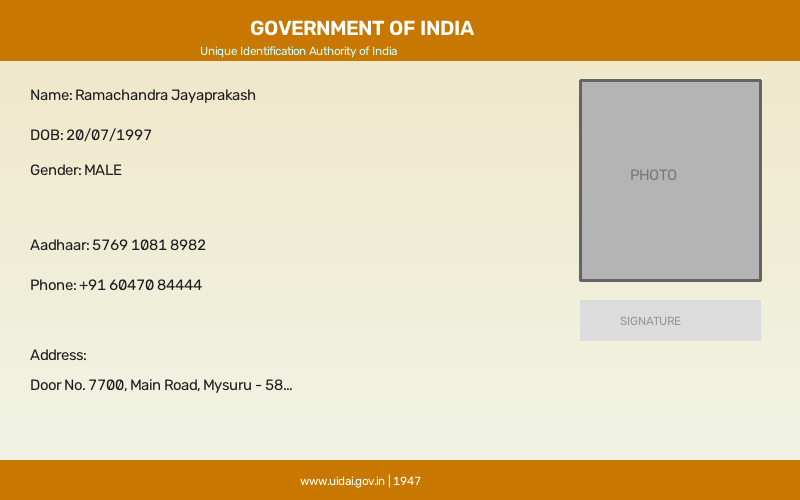 GOVERNMENT OF INDIA
Unique Identification Authority of India
Name: Ramachandra Jayaprakash
DOB: 20/07/1997
Gender: MALE
PHOTO
Aadhaar: 5769 1081 8982
Phone: +91 60470 84444
SIGNATURE
Address:
Door No. 7700, Main Road, Mysuru - 58...
www.uidai.gov.in | 1947